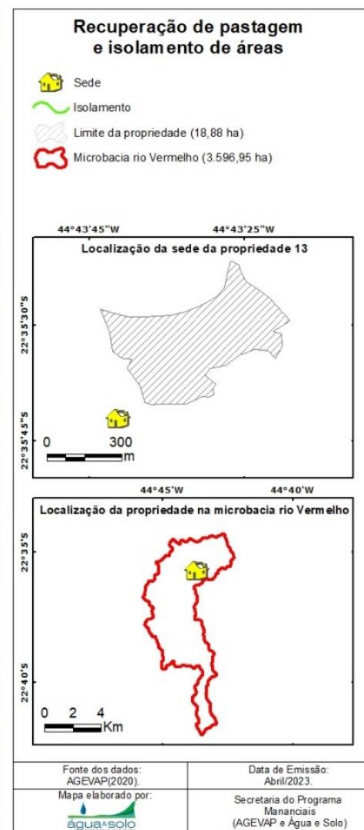 Recuperação de pastagem
e isolamento de áreas
Sede
Isolamento
Limite da propriedade (18,88 ha)
Microbacia rio Vermelho (3.596,95 ha)
44°43'45"W 44°43'25"W
Localização da sede da propriedade 13
22°35'30"S
22°35'45"S
0 300
m
44°45'W 44°40'W
Localização da propriedade na microbacia rio Vermelho
22°35'S
22°40'S
0 2 4
Km
Fonte dos dados:
AGEVAP(2020).
Data de Emissão:
Abril/2023.
Mapa elaborado por:
água e solo
Secretaria do Programa
Mananciais
(AGEVAP e Água e Solo)